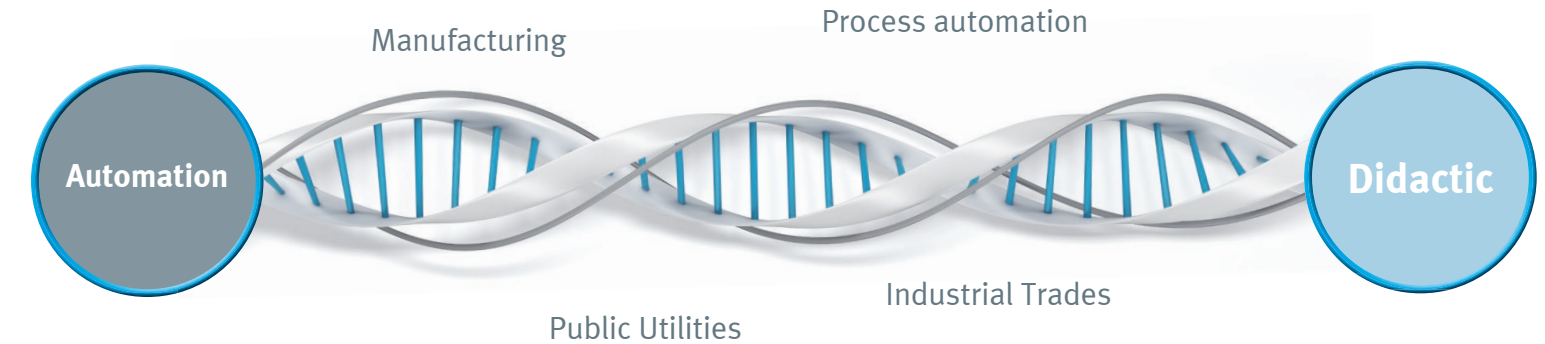 Process automation
Manufacturing
Automation
Didactic
Industrial Trades
Public Utilities